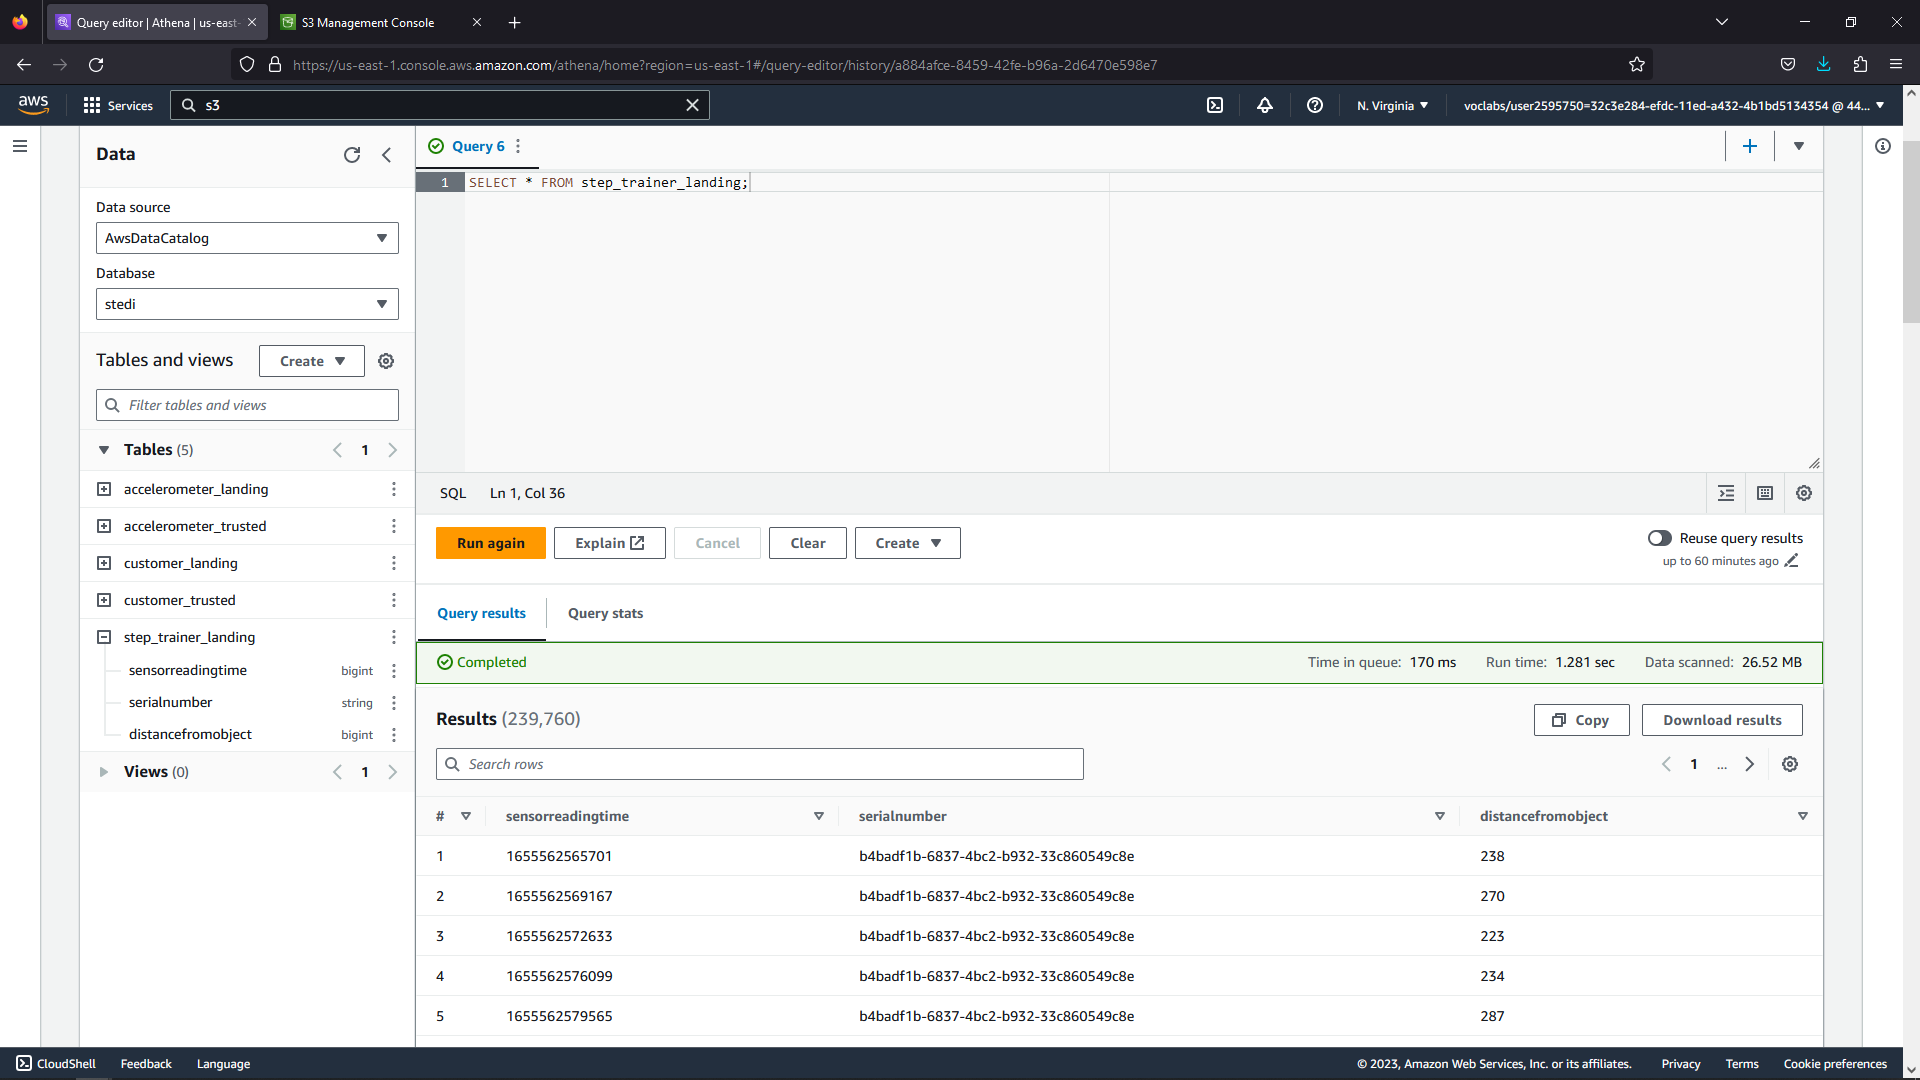 Query editor | Athena | us-east-
S3 Management Console
https://us-east-1.console.aws.amazon.com/athena/home?region=us-east-1#/query-editor/history/a884afce-8459-42fe-b96a-2d6470e598e7
aws
Services
s3
N. Virginia
voclabs/user2595750=32c3e284-efdc-11ed-a432-4b1bd5134354 @ 44...
Data
Data source
AwsDataCatalog
Database
stedi
Tables and views
Create
Filter tables and views
Tables (5)
1
accelerometer_landing
accelerometer_trusted
customer_landing
customer_trusted
step_trainer_landing
sensorreadingtime bigint
serialnumber string
distancefromobject bigint
Views (0)
1
Query 6
1 SELECT * FROM step_trainer_landing;
SQL Ln 1, Col 36
Run again
Explain
Cancel
Clear
Create
Reuse query results
up to 60 minutes ago
Query results
Query stats
Completed
Time in queue: 170 ms
Run time: 1.281 sec
Data scanned: 26.52 MB
Results (239,760)
Copy
Download results
Search rows
1 ...
# sensorreadingtime serialnumber distancefromobject
1 1655562565701 b4badf1b-6837-4bc2-b932-33c860549c8e 238
2 1655562569167 b4badf1b-6837-4bc2-b932-33c860549c8e 270
3 1655562572633 b4badf1b-6837-4bc2-b932-33c860549c8e 223
4 1655562576099 b4badf1b-6837-4bc2-b932-33c860549c8e 234
5 1655562579565 b4badf1b-6837-4bc2-b932-33c860549c8e 287
CloudShell
Feedback
Language
© 2023, Amazon Web Services, Inc. or its affiliates.
Privacy
Terms
Cookie preferences